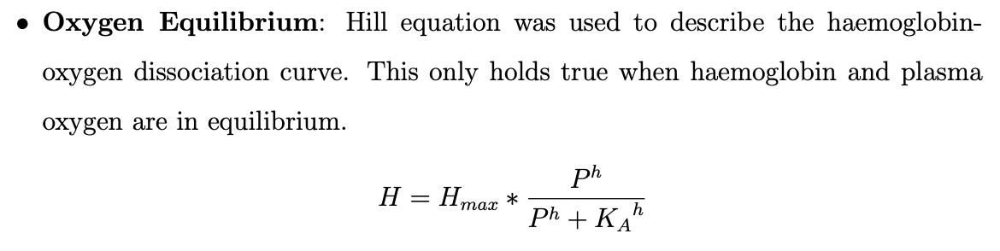 • Oxygen Equilibrium: Hill equation was used to describe the haemoglobin-
oxygen dissociation curve. This only holds true when haemoglobin and plasma
oxygen are in equilibrium.
H = H_{max} * \frac{P^h}{P^h + {K_A}^h}